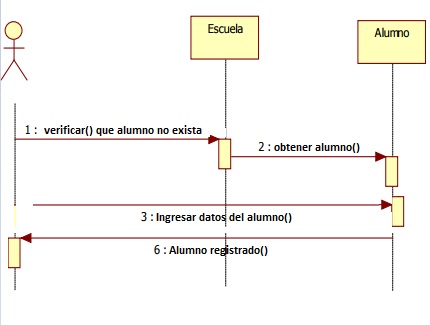 Escuela
Alumno
1 : verificar() que alumno no exista
2 : obtener alumno()
3 : Ingresar datos del alumno()
6 : Alumno registrado()